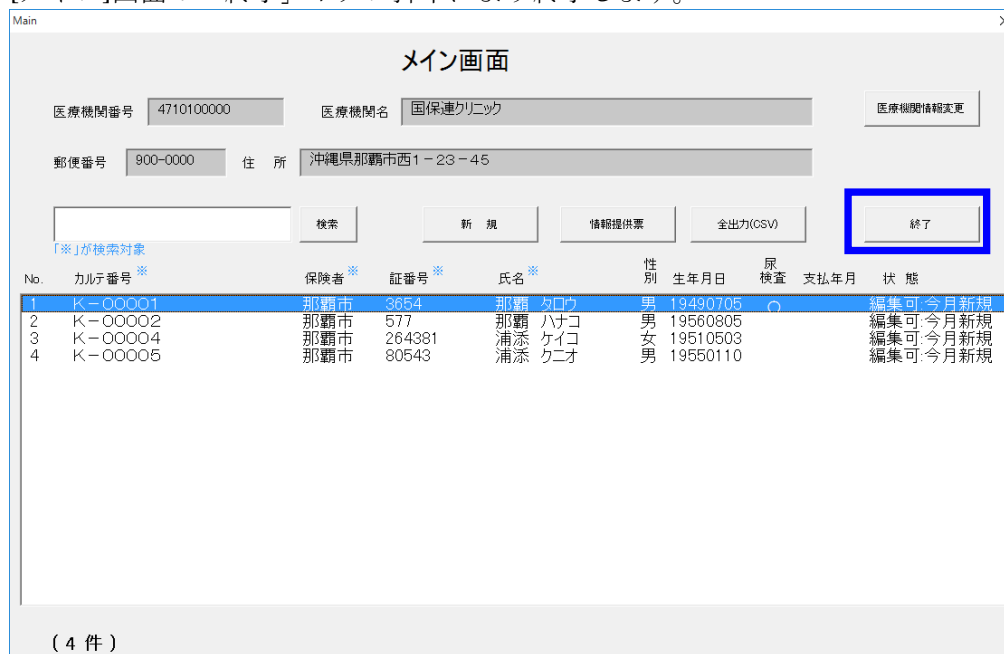 Main
メイン画面
医療機関番号 4710100000 医療機関名 国保連クリニック 医療機関情報変更
郵便番号 900-0000 住 所 沖縄県那覇市西1-23-45
検索 新 規 情報提供票 全出力(CSV) 終了
「※」が検索対象
No. カルテ番号※ 保険者※ 証番号※ 氏名※ 性別 生年月日 尿検査 支払年月 状 態
1 K-00001 那覇市 3654 那覇 タロウ 男 19490705 ○ 編集可:今月新規
2 K-00002 那覇市 577 那覇 ハナコ 男 19560805 編集可:今月新規
3 K-00004 那覇市 264381 浦添 ケイコ 女 19510503 編集可:今月新規
4 K-00005 那覇市 80543 浦添 クニオ 男 19550110 編集可:今月新規
(4 件)